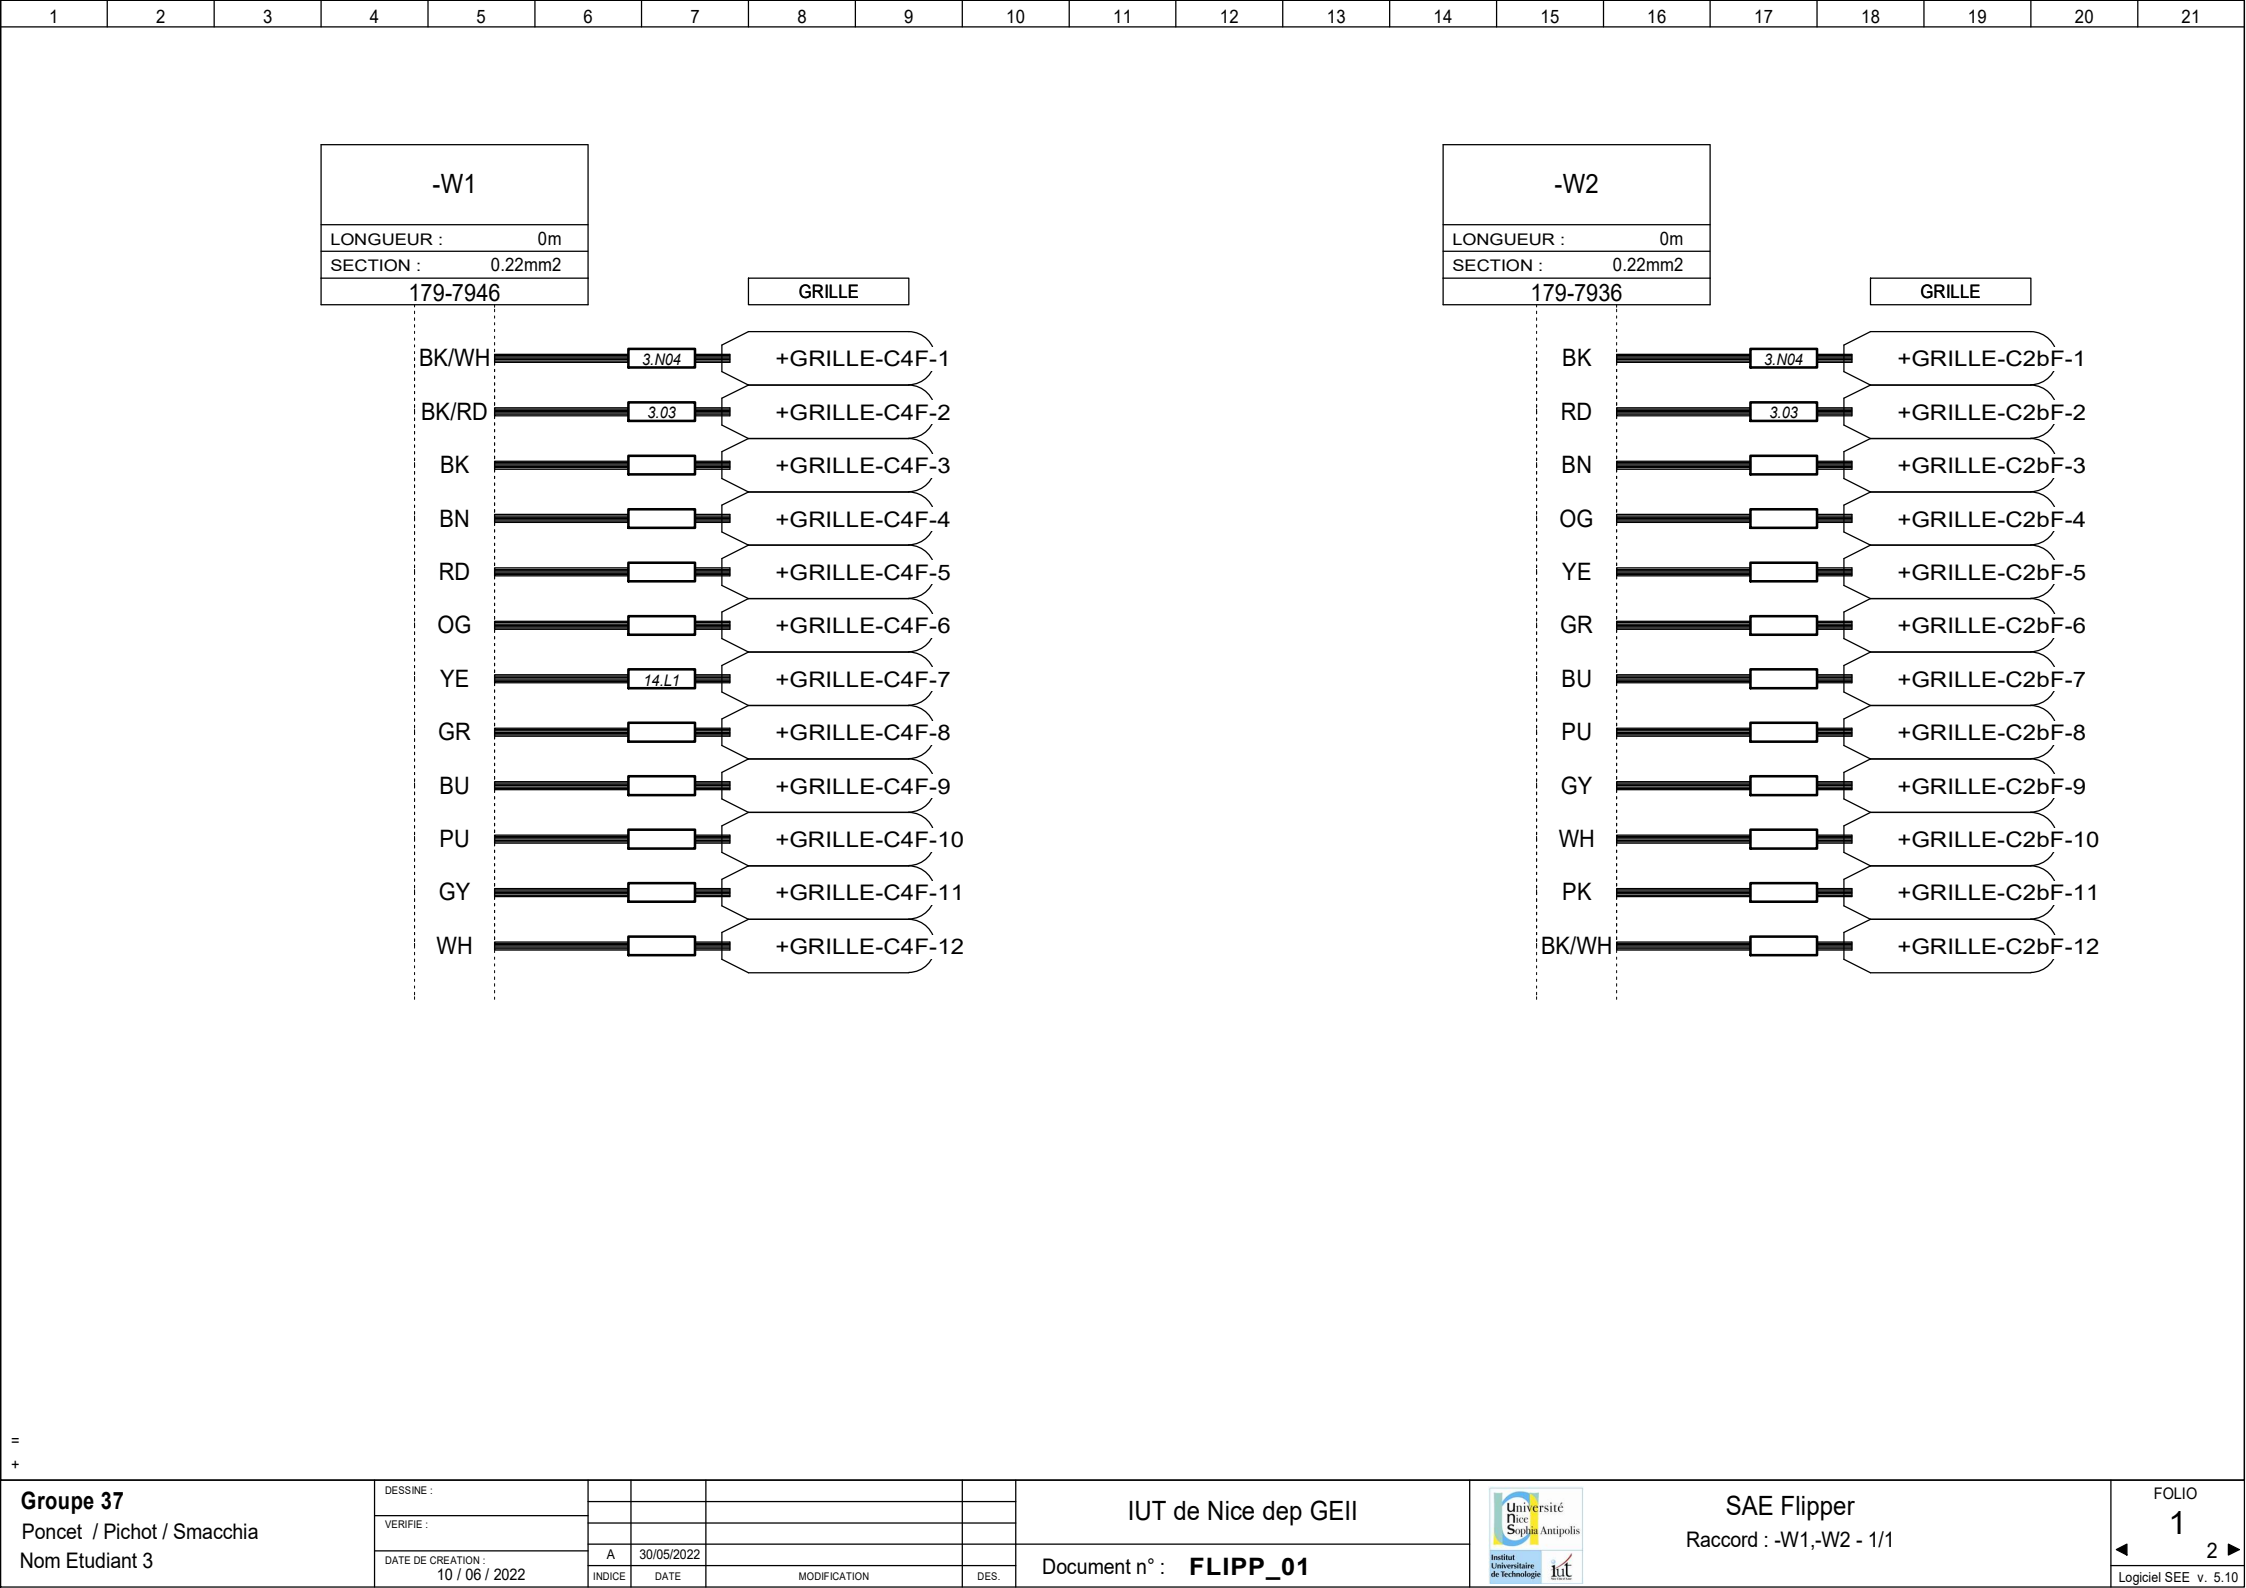 1 2 3 4 5 6 7 8 9 10 11 12 13 14 15 16 17 18 19 20 21
-W1
LONGUEUR : 0m
SECTION : 0.22mm2
179-7946
GRILLE
BK/WH 3.N04 +GRILLE-C4F-1
BK/RD 3.03 +GRILLE-C4F-2
BK +GRILLE-C4F-3
BN +GRILLE-C4F-4
RD +GRILLE-C4F-5
OG +GRILLE-C4F-6
YE 14.L1 +GRILLE-C4F-7
GR +GRILLE-C4F-8
BU +GRILLE-C4F-9
PU +GRILLE-C4F-10
GY +GRILLE-C4F-11
WH +GRILLE-C4F-12
-W2
LONGUEUR : 0m
SECTION : 0.22mm2
179-7936
GRILLE
BK 3.N04 +GRILLE-C2bF-1
RD 3.03 +GRILLE-C2bF-2
BN +GRILLE-C2bF-3
OG +GRILLE-C2bF-4
YE +GRILLE-C2bF-5
GR +GRILLE-C2bF-6
BU +GRILLE-C2bF-7
PU +GRILLE-C2bF-8
GY +GRILLE-C2bF-9
WH +GRILLE-C2bF-10
PK +GRILLE-C2bF-11
BK/WH +GRILLE-C2bF-12
=
+
Groupe 37
Poncet / Pichot / Smacchia
Nom Etudiant 3
DESSINE :
VERIFIE :
DATE DE CREATION :
10 / 06 / 2022
A 30/05/2022
INDICE DATE MODIFICATION DES.
IUT de Nice dep GEII
Document n° : FLIPP_01
Université
Nice
Sophia Antipolis
Institut
Universitaire
de Technologie
iut
SAE Flipper
Raccord : -W1,-W2 - 1/1
FOLIO
1
2
Logiciel SEE v. 5.10